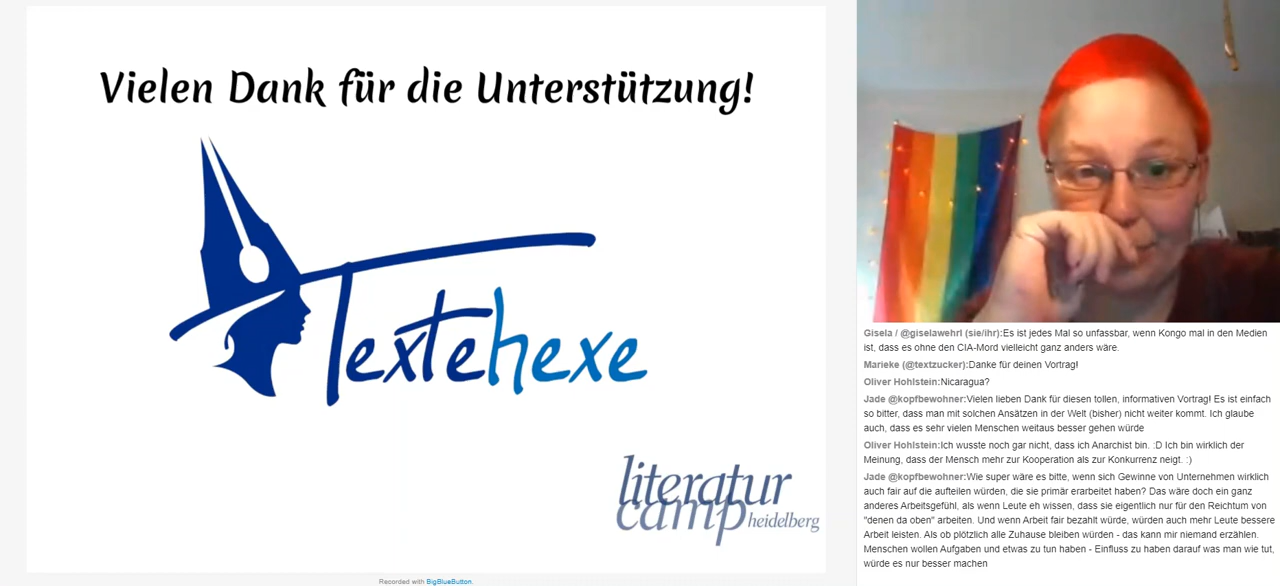 Vielen Dank für die Unterstützung!
Textehexe
literatur
camp heidelberg
Recorded with BigBlueButton.
Gisela / @giselawehrl (sie/ihr):Es ist jedes Mal so unfassbar, wenn Kongo mal in den Medien
ist, dass es ohne den CIA-Mord vielleicht ganz anders wäre.
Marieke (@textzucker):Danke für deinen Vortrag!
Oliver Hohlstein:Nicaragua?
Jade @kopfbewohner:Vielen lieben Dank für diesen tollen, informativen Vortrag! Es ist einfach
so bitter, dass man mit solchen Ansätzen in der Welt (bisher) nicht weiter kommt. Ich glaube
auch, dass es sehr vielen Menschen weitaus besser gehen würde
Oliver Hohlstein:Ich wusste noch gar nicht, dass ich Anarchist bin. :D Ich bin wirklich der
Meinung, dass der Mensch mehr zur Kooperation als zur Konkurrenz neigt. :)
Jade @kopfbewohner:Wie super wäre es bitte, wenn sich Gewinne von Unternehmen wirklich
auch fair auf die aufteilen würden, die sie primär erarbeitet haben? Das wäre doch ein ganz
anderes Arbeitsgefühl, als wenn Leute eh wissen, dass sie eigentlich nur für den Reichtum von
"denen da oben" arbeiten. Und wenn Arbeit fair bezahlt würde, würden auch mehr Leute bessere
Arbeit leisten. Als ob plötzlich alle Zuhause bleiben würden - das kann mir niemand erzählen.
Menschen wollen Aufgaben und etwas zu tun haben - Einfluss zu haben darauf was man wie tut,
würde es nur besser machen